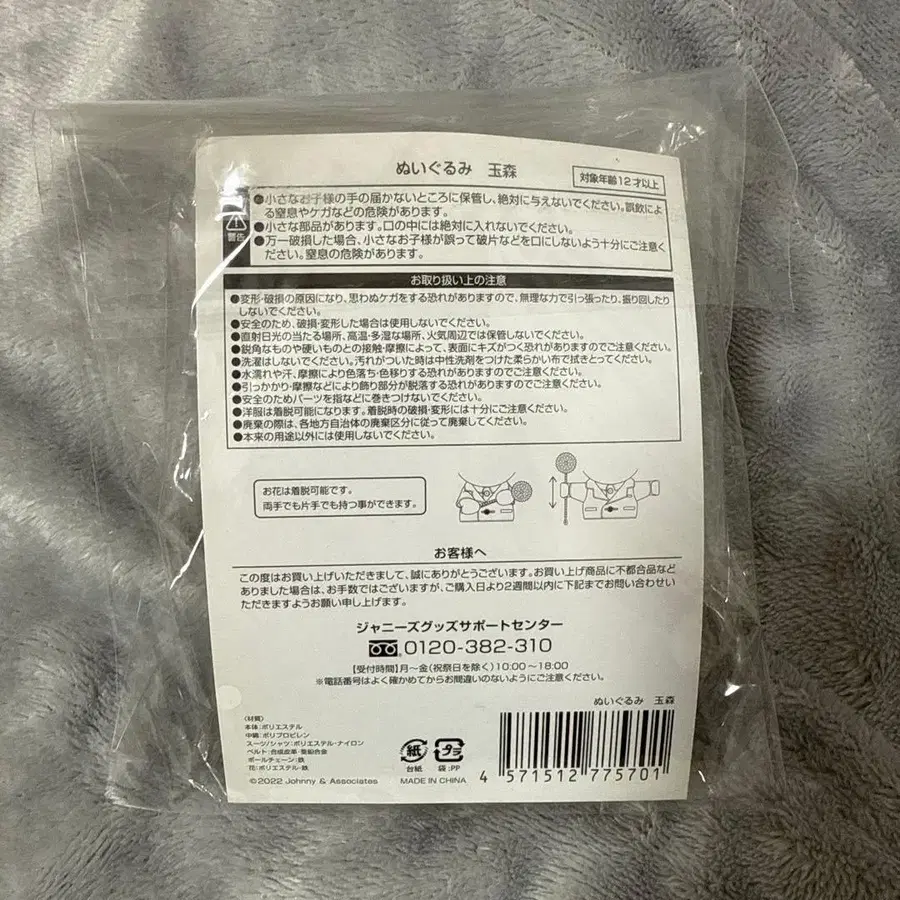 ぬいぐるみ　玉森
対象年齢12才以上
警告
●小さなお子様の手の届かないところに保管し、絶対に与えないでください。誤飲によ
る窒息やケガなどの危険があります。
●小さな部品があります。口の中には絶対に入れないでください。
●万一破損した場合、小さなお子様が誤って破片などを口にしないよう十分にご注意く
ださい。窒息の危険があります。
お取り扱い上の注意
●変形・破損の原因になり、思わぬケガをする恐れがありますので、無理な力で引っ張ったり、振り回したり
しないでください。
●安全のため、破損・変形した場合は使用しないでください。
●直射日光の当たる場所、高温・多湿な場所、火気周辺では保管しないでください。
●鋭角なものや硬いものとの接触・摩擦によって、表面にキズがつく恐れがありますのでご注意ください。
●洗濯はしないでください。汚れがついた時は中性洗剤をつけた柔らかい布で拭きとってください。
●水濡れや汗、摩擦により色落ち・色移りする恐れがありますのでご注意ください。
●引っかかり・摩擦などにより飾り部分が脱落する恐れがありますのでご注意ください。
●安全のためパーツを指などに巻きつけないでください。
●洋服は着脱可能になります。着脱時の破損・変形には十分にご注意ください。
●廃棄の際は、各地方自治体の廃棄区分に従って廃棄してください。
●本来の用途以外には使用しないでください。
お花は着脱可能です。
両手でも片手でも持つ事ができます。
お客様へ
この度はお買い上げいただきまして、誠にありがとうございます。お買い上げ商品に不都合品など
ありました場合は、お手数ではございますが、ご購入日より2週間以内に下記までお問い合わせい
ただきますようお願い申し上げます。
ジャニーズグッズサポートセンター
0120-382-310
【受付時間】月〜金(祝祭日を除く)10:00〜18:00
※電話番号はよく確かめてからお間違いのないようにご注意ください。
ぬいぐるみ　玉森
〈材質〉
本体:ポリエステル
中綿:ポリプロピレン
スーツ/シャツ:ポリエステル・ナイロン
ベルト:合成皮革・亜鉛合金
ボールチェーン:鉄
花:ポリエステル・鉄
©2022 Johnny & Associates
紙
台紙
プラ
袋:PP
MADE IN CHINA
4 571512 775701